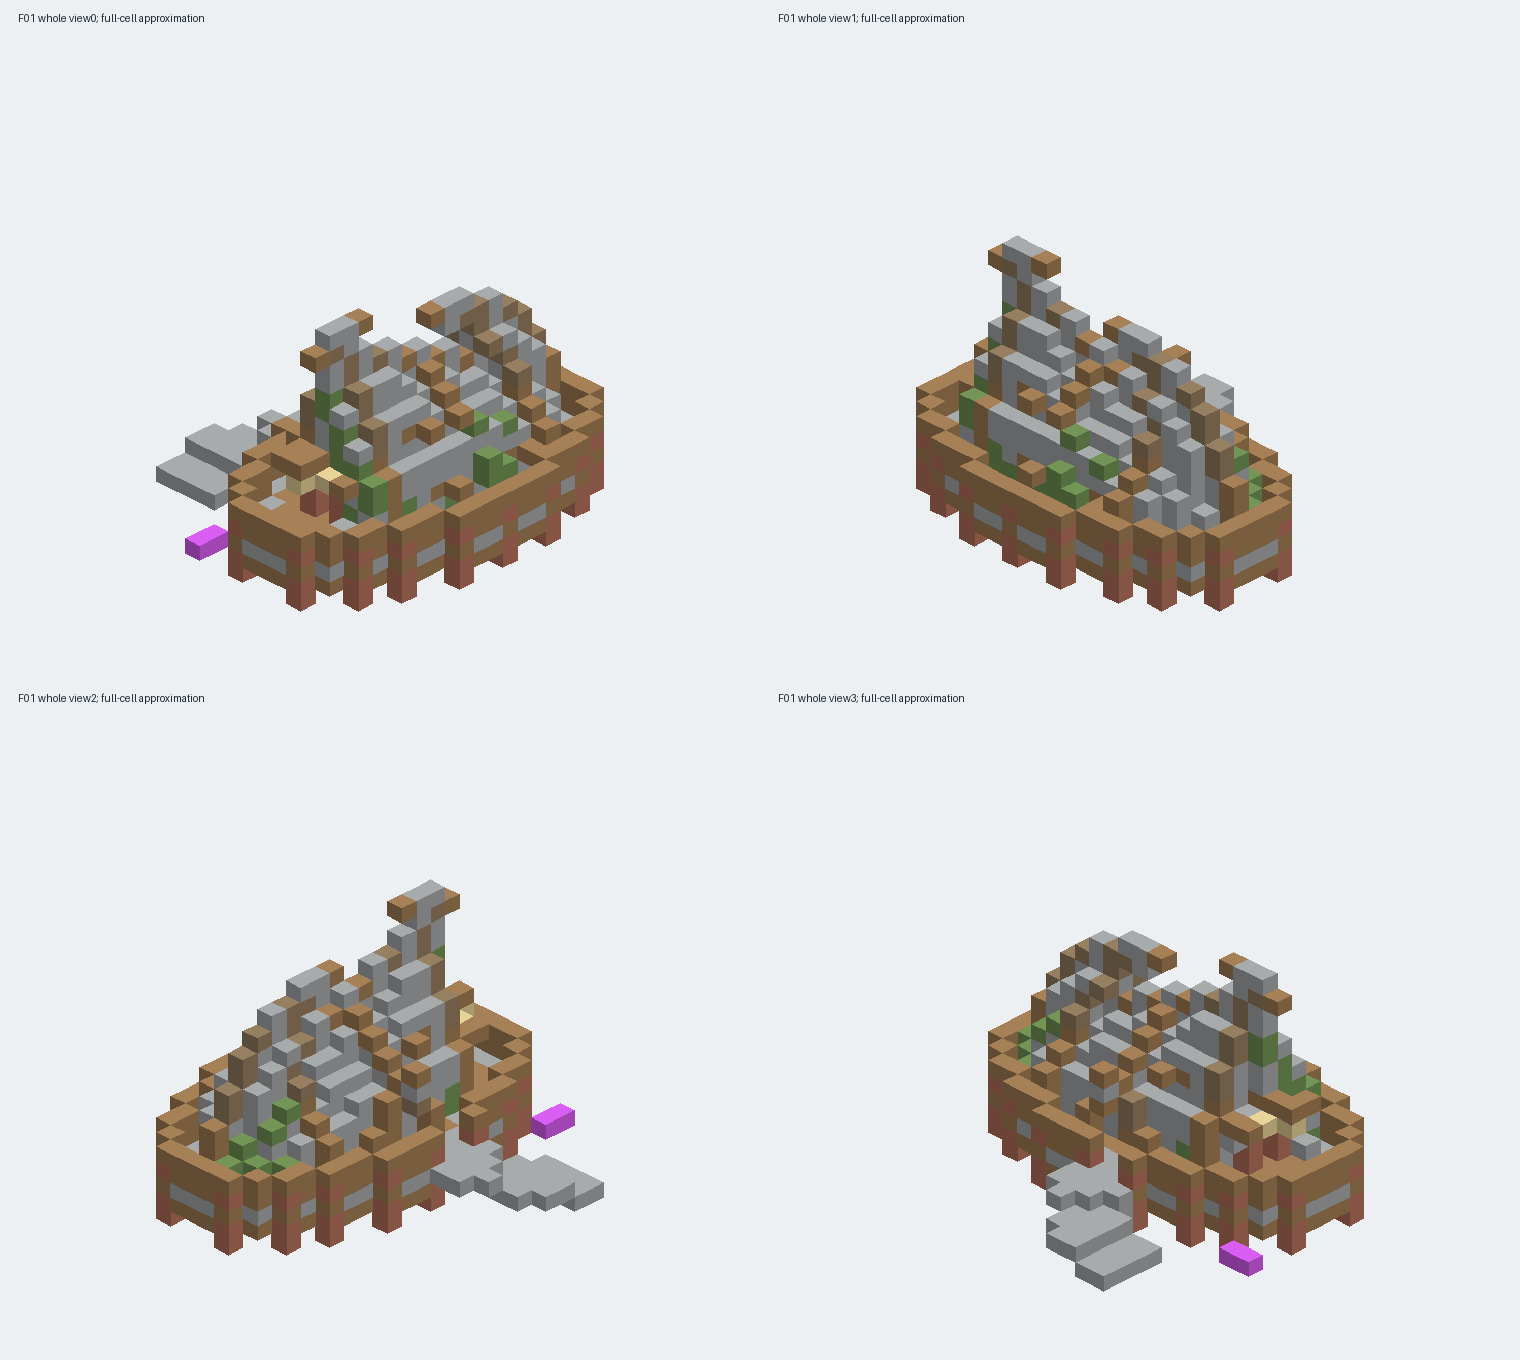 F01 whole view0; full-cell approximation
F01 whole view1; full-cell approximation
F01 whole view2; full-cell approximation
F01 whole view3; full-cell approximation